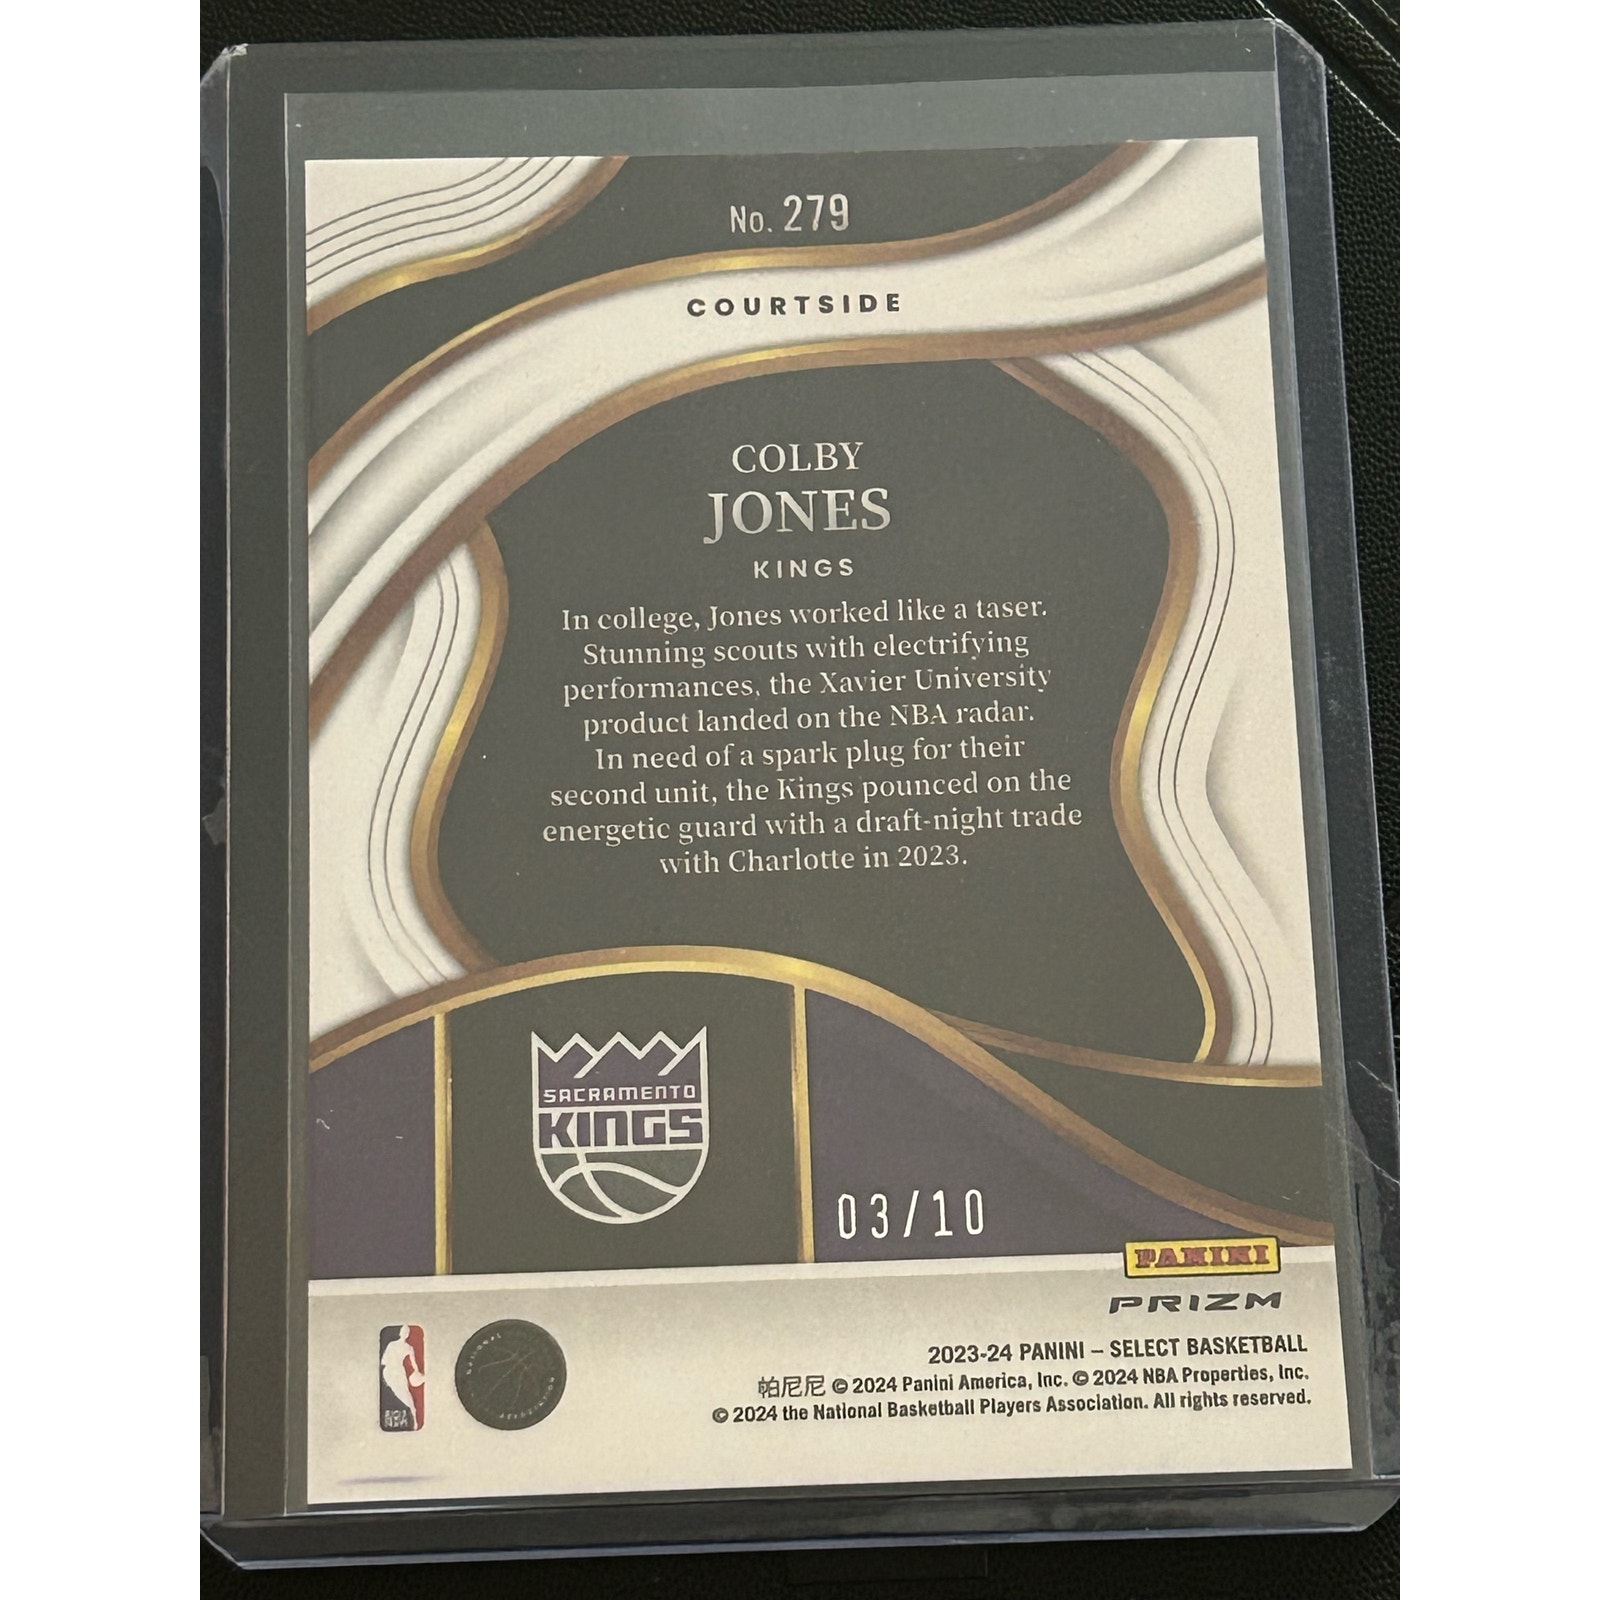 No. 279
COURTSIDE
COLBY
JONES
KINGS
In college, Jones worked like a taser.
Stunning scouts with electrifying
performances, the Xavier University
product landed on the NBA radar.
In need of a spark plug for their
second unit, the Kings pounced on the
energetic guard with a draft-night trade
with Charlotte in 2023.
SACRAMENTO
KINGS
03/10
PANINI
PRIZM
2023-24 PANINI – SELECT BASKETBALL
帕尼尼 © 2024 Panini America, Inc. © 2024 NBA Properties, Inc.
© 2024 the National Basketball Players Association. All rights reserved.
NBA
NATIONAL
ASSOCIATION